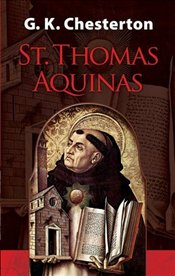 G. K. Chesterton
ST. THOMAS
AQUINAS